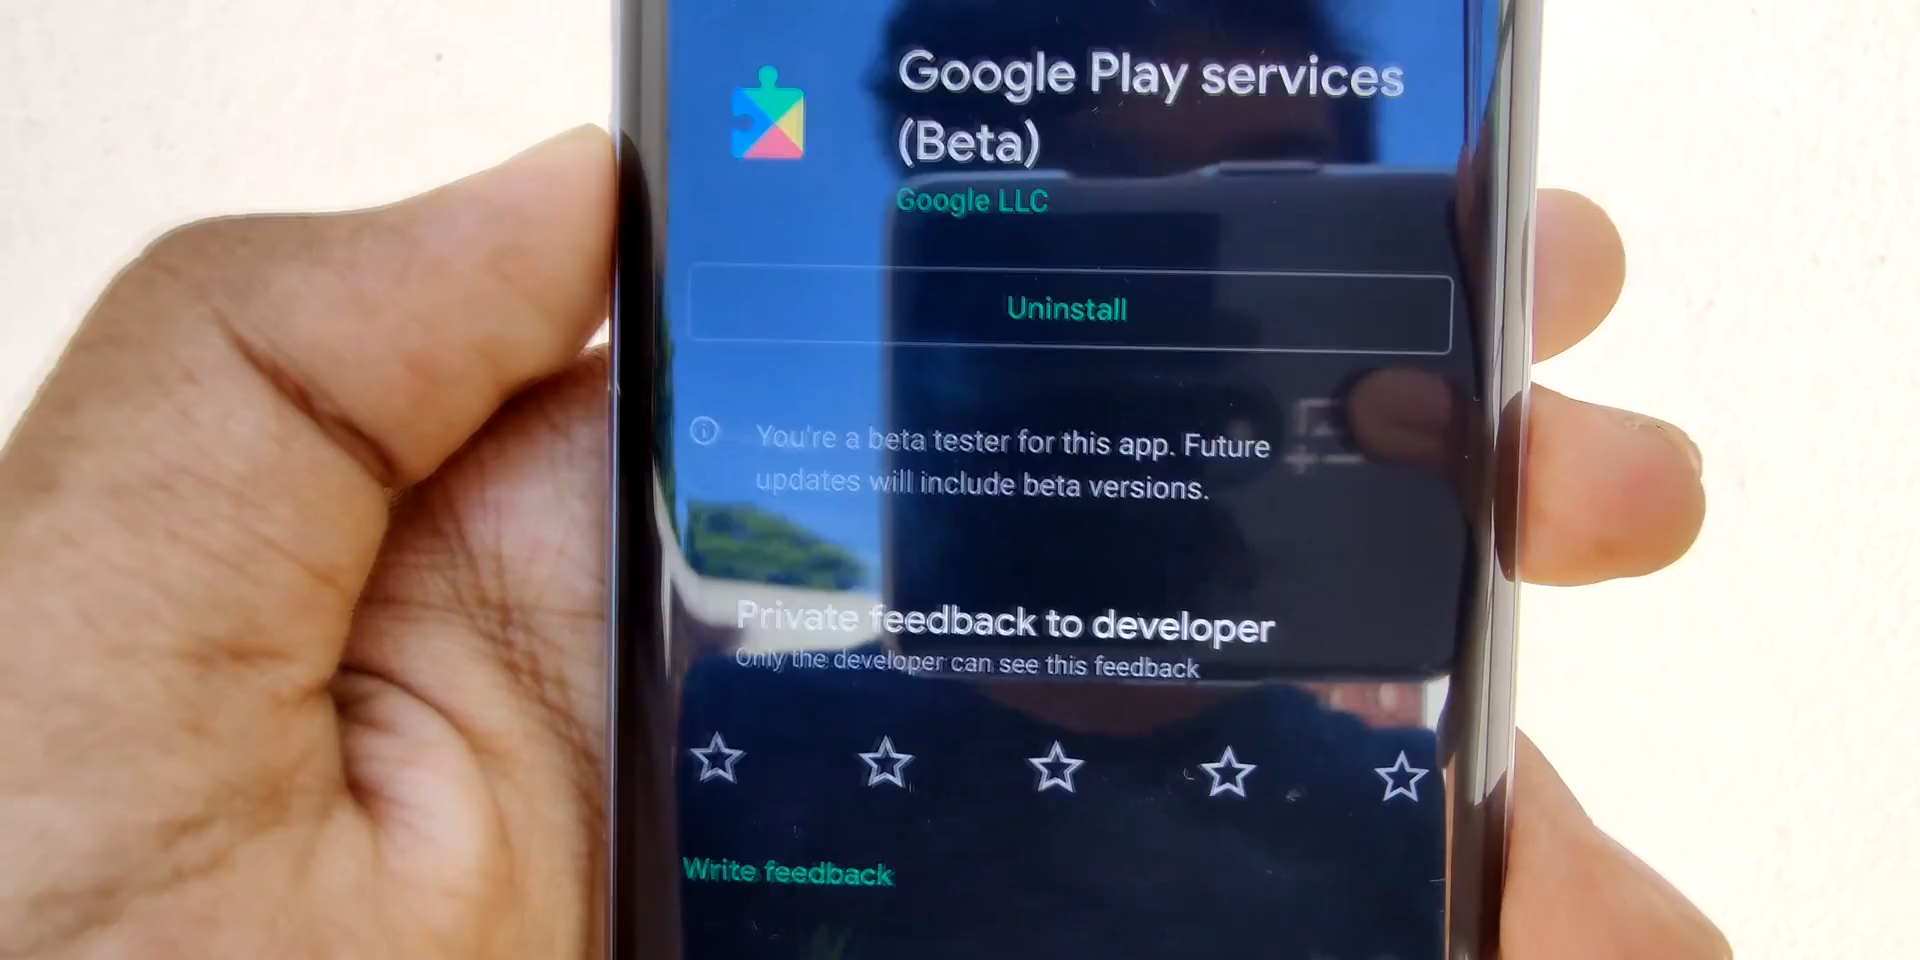 Google Play services
(Beta)
Google LLC
Uninstall
You're a beta tester for this app. Future
updates will include beta versions.
Private feedback to developer
Only the developer can see this feedback
Write feedback